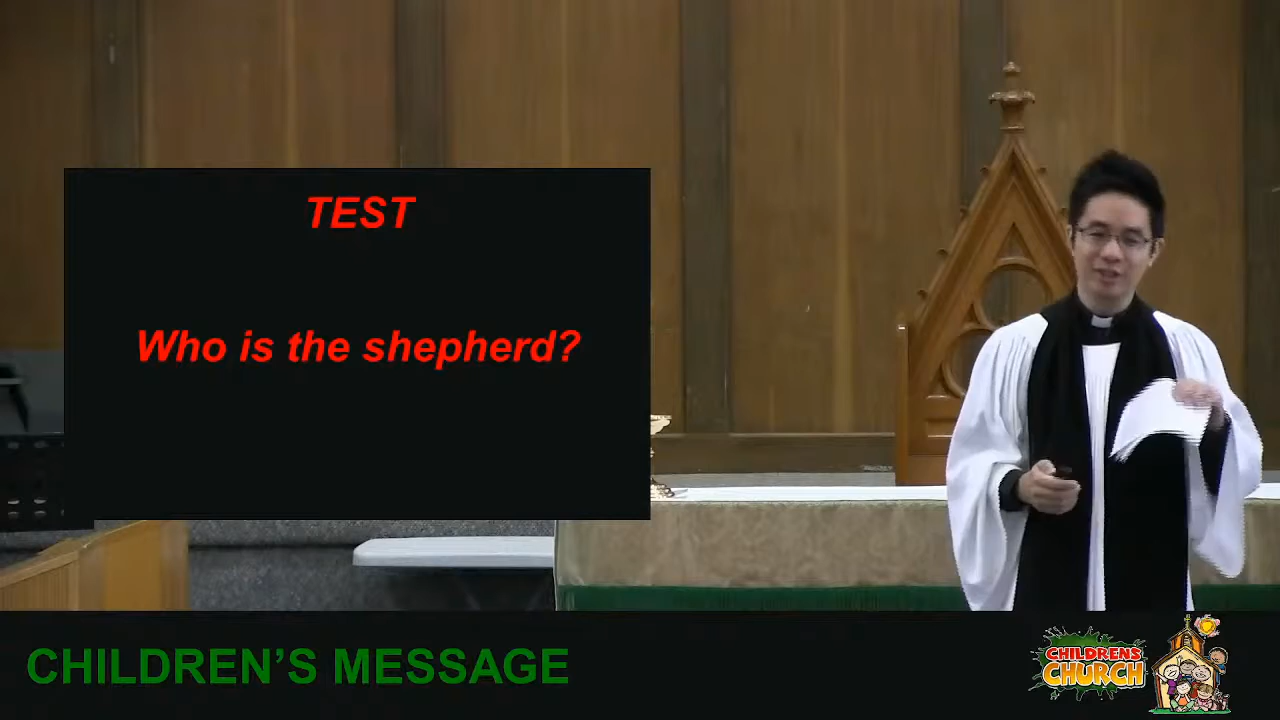 TEST
Who is the shepherd?
CHILDREN’S MESSAGE
CHILDRENS
CHURCH